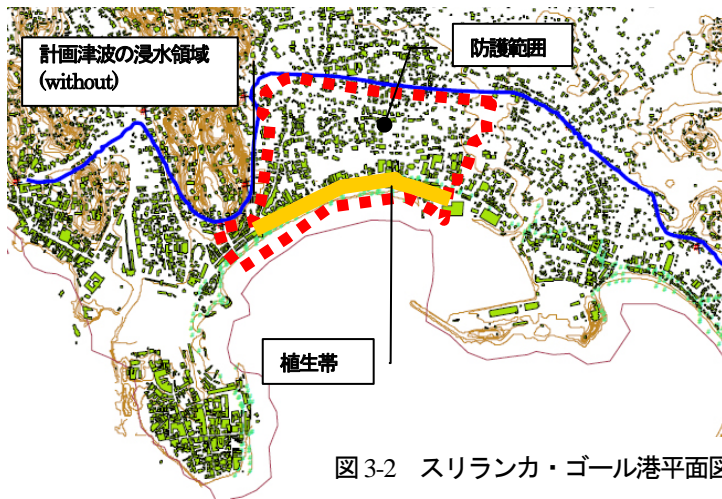 計画津波の浸水領域
(without)
防護範囲
植生帯
図 3-2　スリランカ・ゴール港平面図